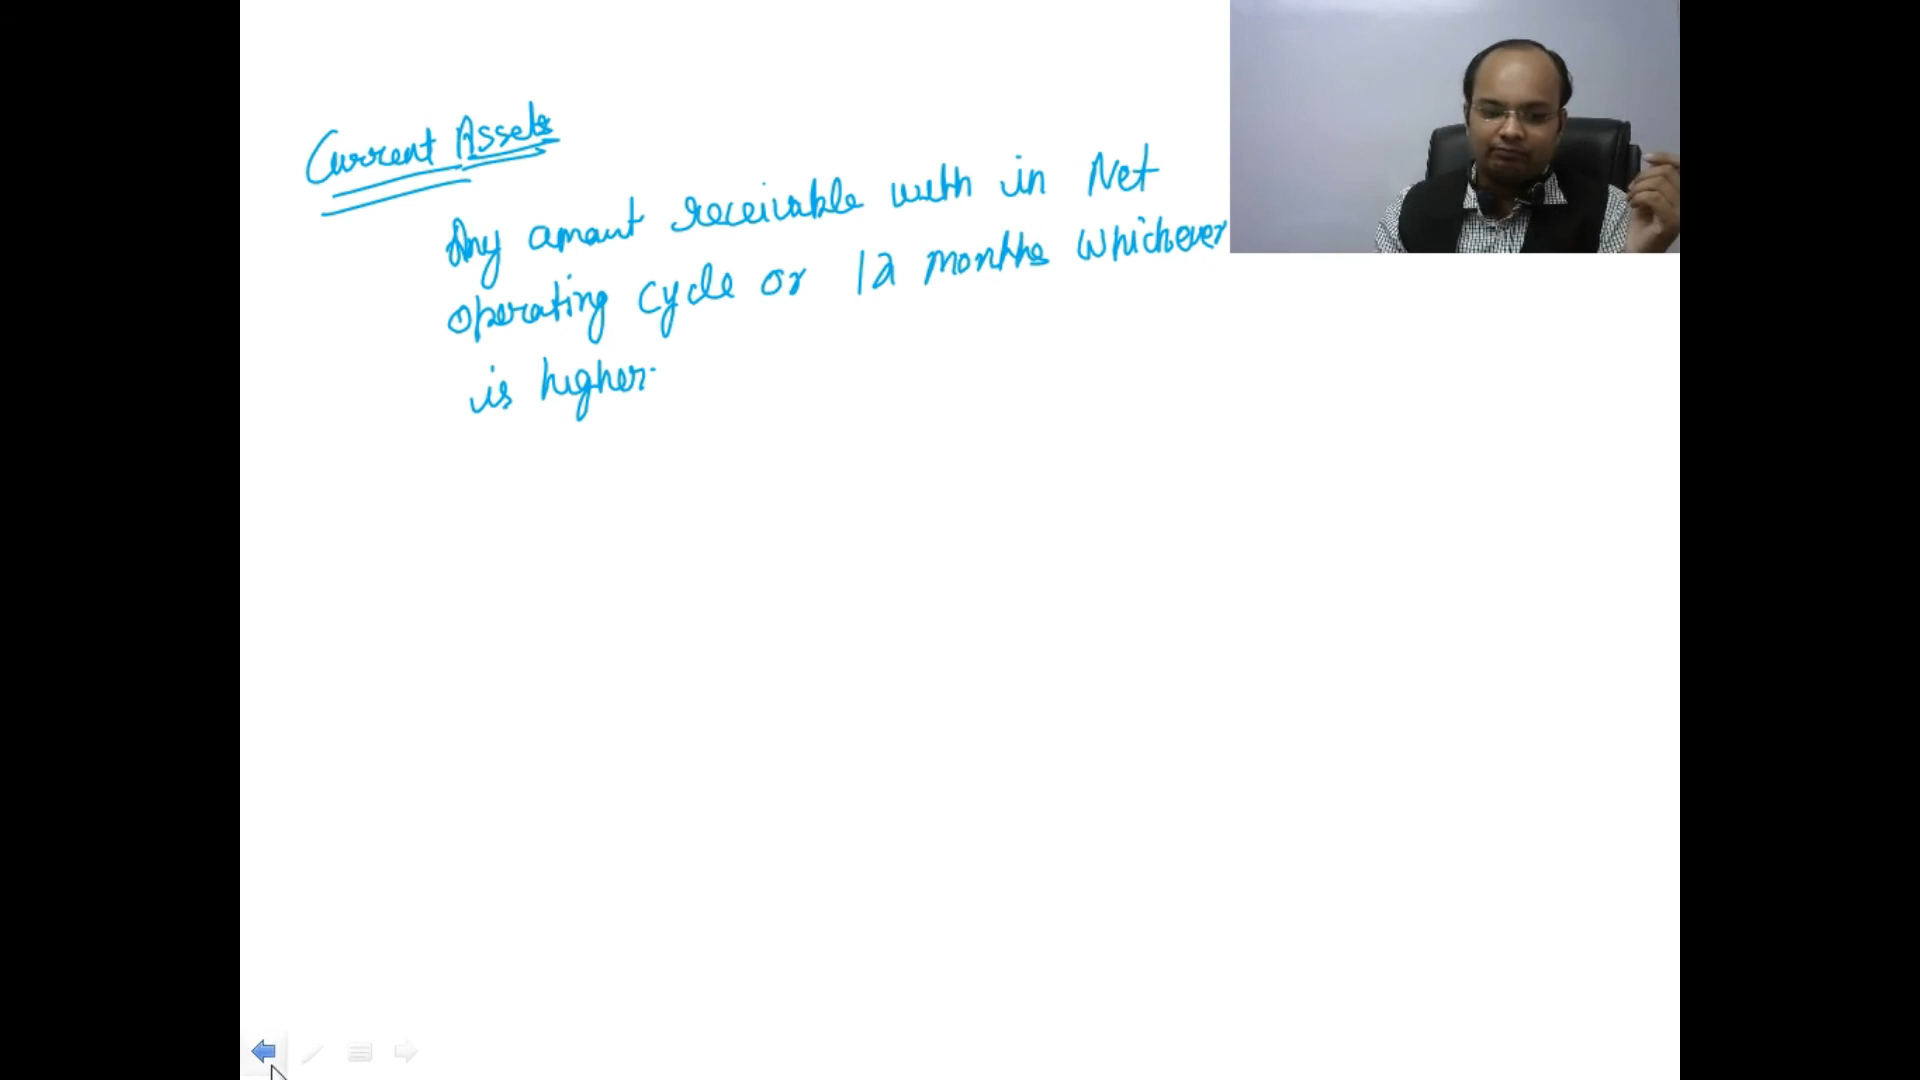 Current Assets
Any amount receivable with in Net
operating cycle or 12 months whichever
is higher.